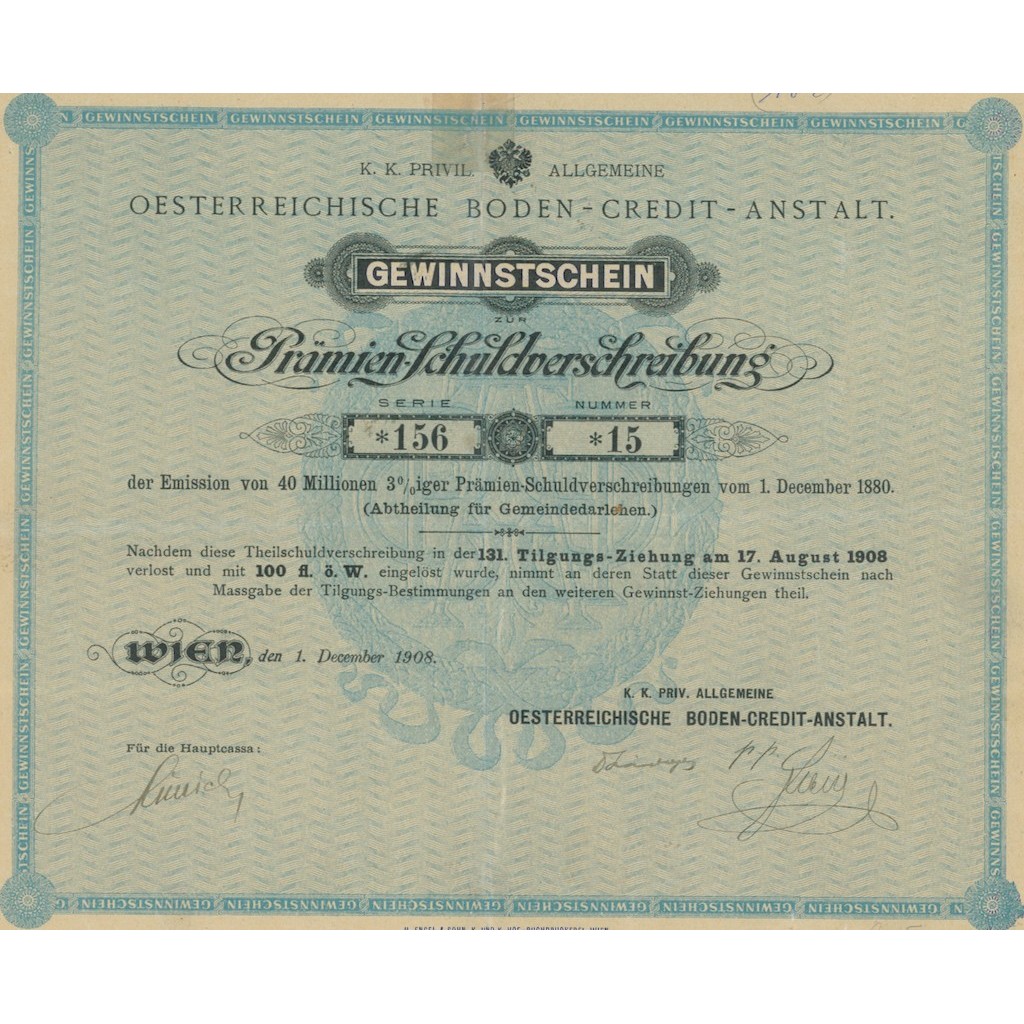 GEWINNSTSCHEIN GEWINNSTSCHEIN GEWINNSTSCHEIN GEWINNSTSCHEIN GEWINNSTSCHEIN GEWINNSTSCHEIN
K. K. PRIVIL. ALLGEMEINE
OESTERREICHISCHE BODEN-CREDIT-ANSTALT.
GEWINNSTSCHEIN
ZUR
Prämien-Schuldverschreibung
SERIE NUMMER
*156 *15
der Emission von 40 Millionen 3%iger Prämien-Schuldverschreibungen vom 1. December 1880.
(Abtheilung für Gemeindedarlehen.)
Nachdem diese Theilschuldverschreibung in der 131. Tilgungs-Ziehung am 17. August 1908
verlost und mit 100 fl. ö. W. eingelöst wurde, nimmt an deren Statt dieser Gewinnstschein nach
Massgabe der Tilgungs-Bestimmungen an den weiteren Gewinnst-Ziehungen theil.
WIEN, den 1. December 1908.
K. K. PRIV. ALLGEMEINE
OESTERREICHISCHE BODEN-CREDIT-ANSTALT.
Für die Hauptcassa:
pp.